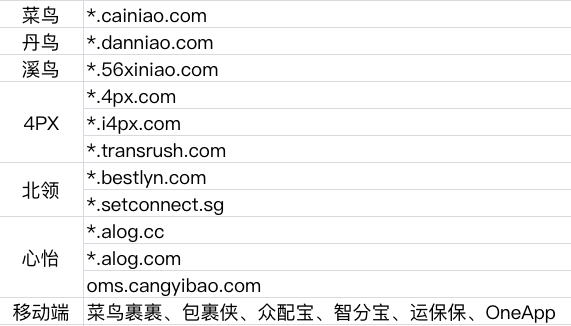 菜鸟 *.cainiao.com
丹鸟 *.danniao.com
溪鸟 *.56xiniao.com
4PX *.4px.com
*.i4px.com
*.transrush.com
北领 *.bestlyn.com
*.setconnect.sg
心怡 *.alog.cc
*.alog.com
oms.cangyibao.com
移动端 菜鸟裹裹、包裹侠、众配宝、智分宝、运保保、OneApp